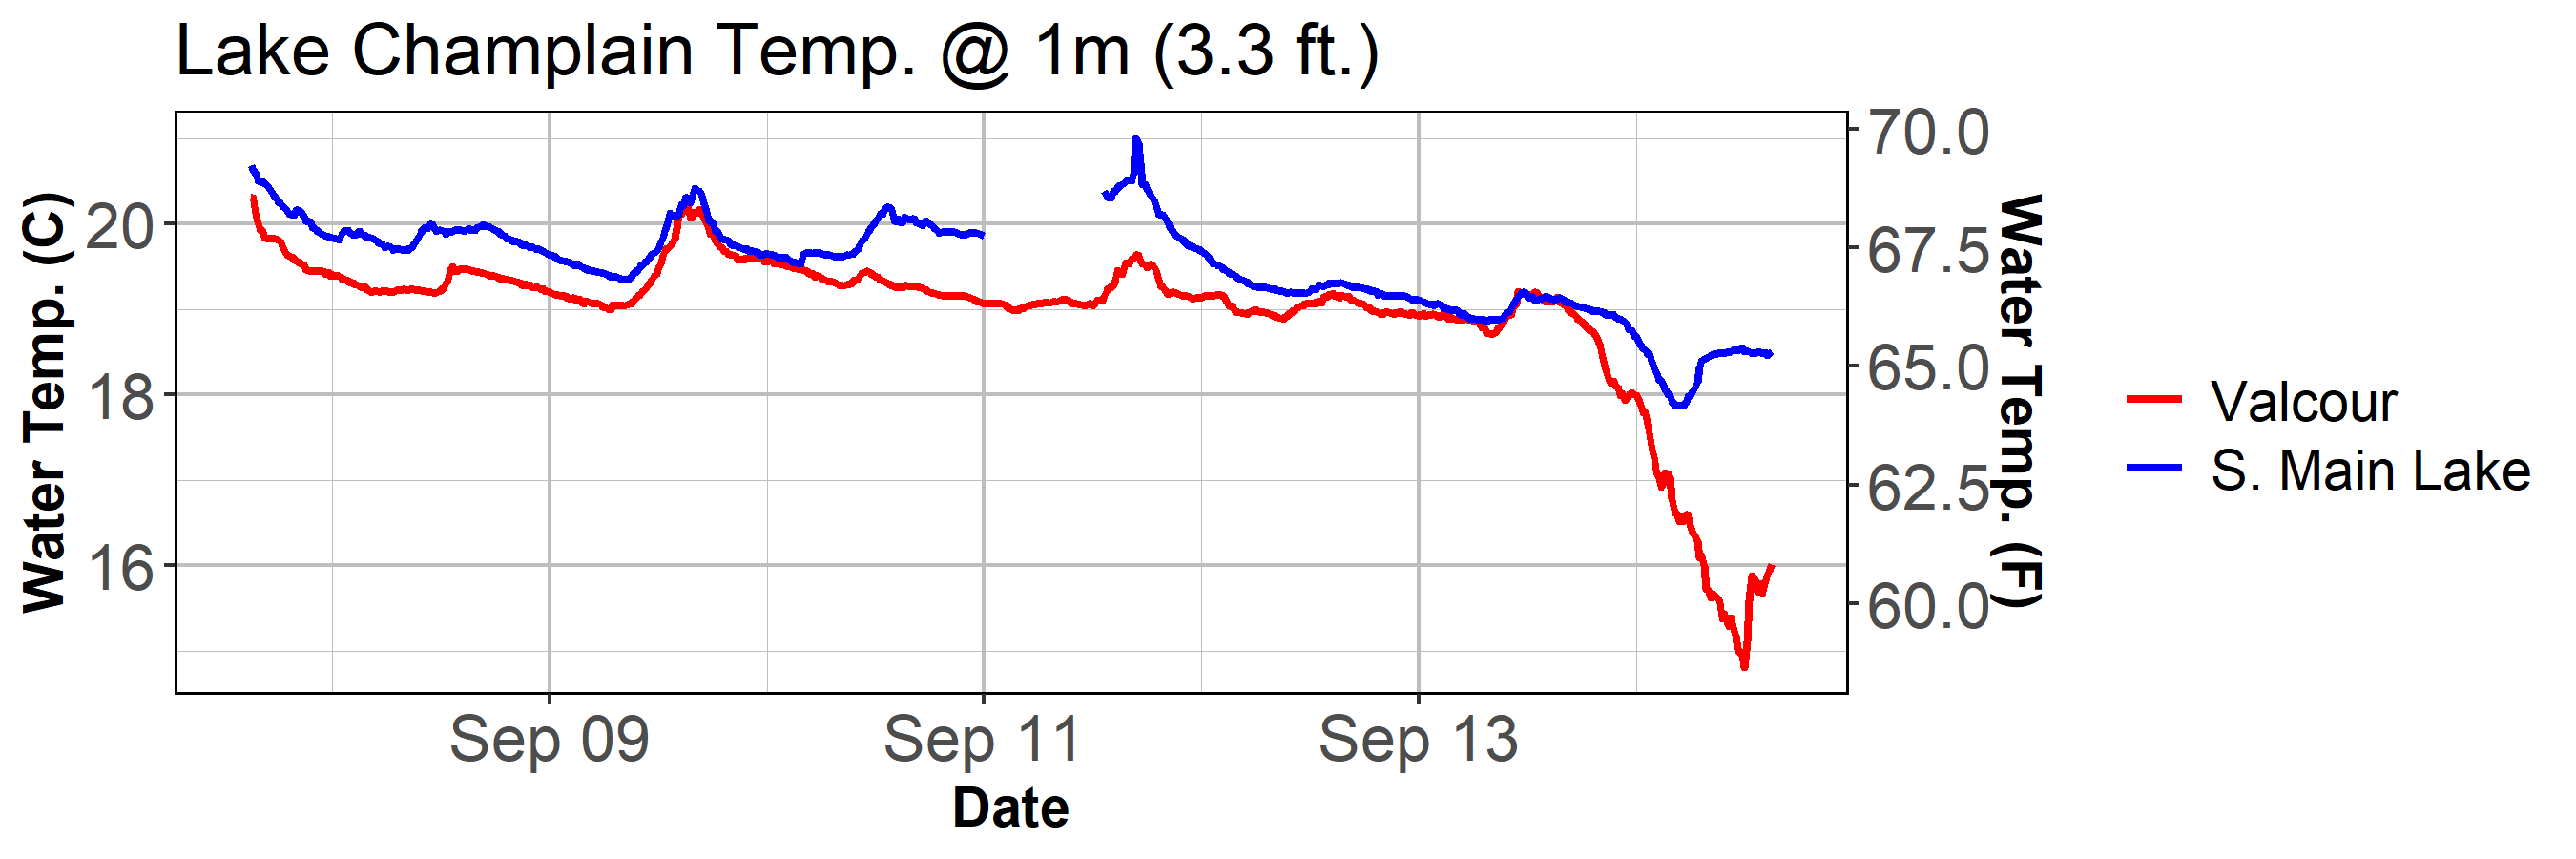 Lake Champlain Temp. @ 1m (3.3 ft.)
Water Temp. (C)
20
18
16
70.0
67.5
65.0
62.5
60.0
Water Temp. (F)
Valcour
S. Main Lake
Sep 09
Sep 11
Sep 13
Date